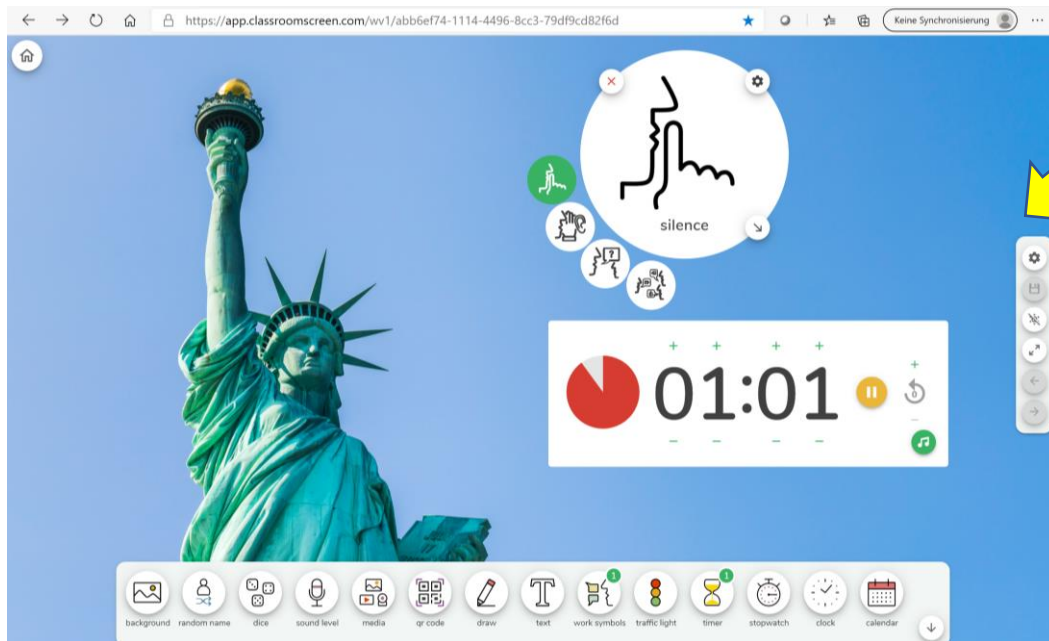 https://app.classroomscreen.com/wv1/abb6ef74-1114-4496-8cc3-79df9cd82f6d
Keine Synchronisierung
silence
01:01
background random name dice sound level media qr code draw text work symbols traffic light timer stopwatch clock calendar
1
1